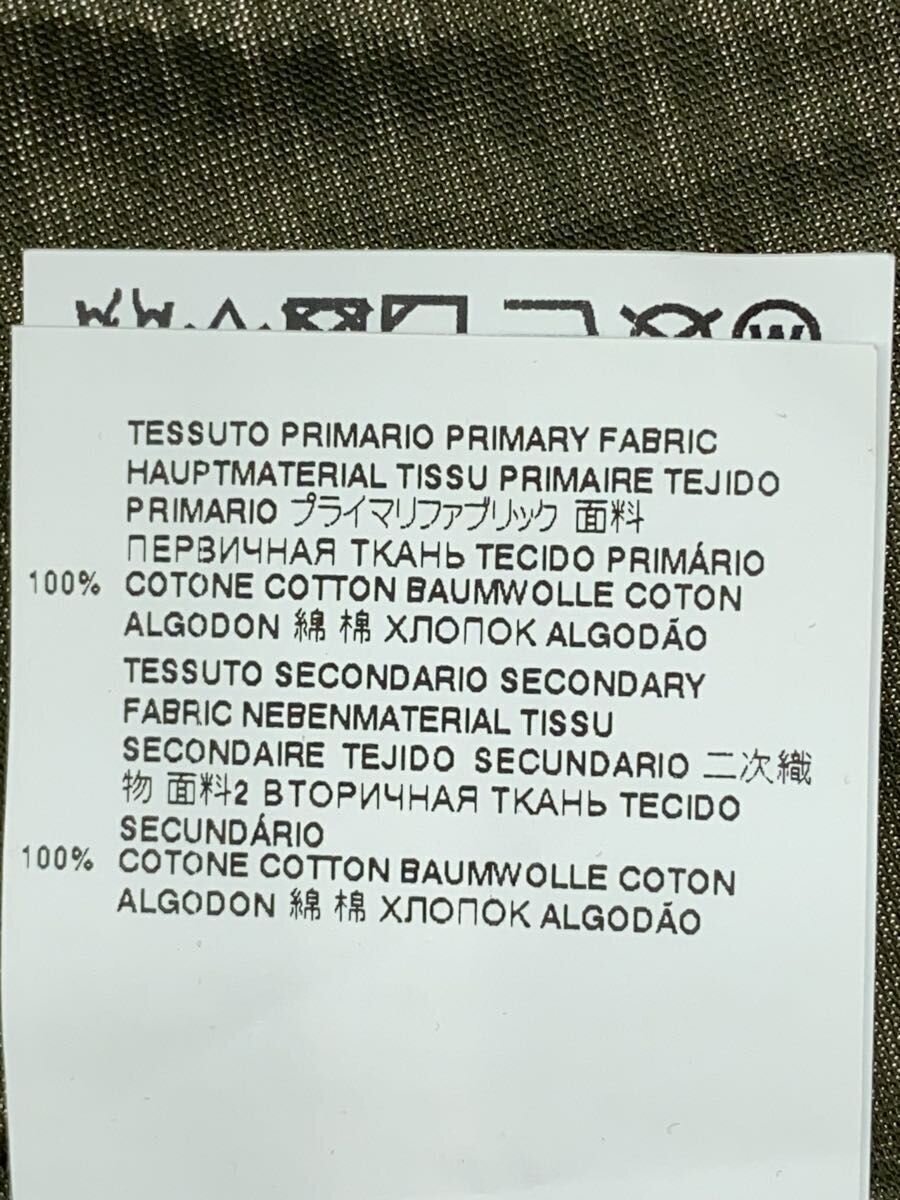 W
TESSUTO PRIMARIO PRIMARY FABRIC
HAUPTMATERIAL TISSU PRIMAIRE TEJIDO
PRIMARIO プライマリファブリック 面料
ПЕРВИЧНАЯ ТКАНЬ TECIDO PRIMÁRIO
100% COTONE COTTON BAUMWOLLE COTON
ALGODON 綿 棉 ХЛОПОК ALGODÃO
TESSUTO SECONDARIO SECONDARY
FABRIC NEBENMATERIAL TISSU
SECONDAIRE TEJIDO SECUNDARIO 二次織
物 面料2 ВТОРИЧНАЯ ТКАНЬ TECIDO
SECUNDÁRIO
100% COTONE COTTON BAUMWOLLE COTON
ALGODON 綿 棉 ХЛОПОК ALGODÃO